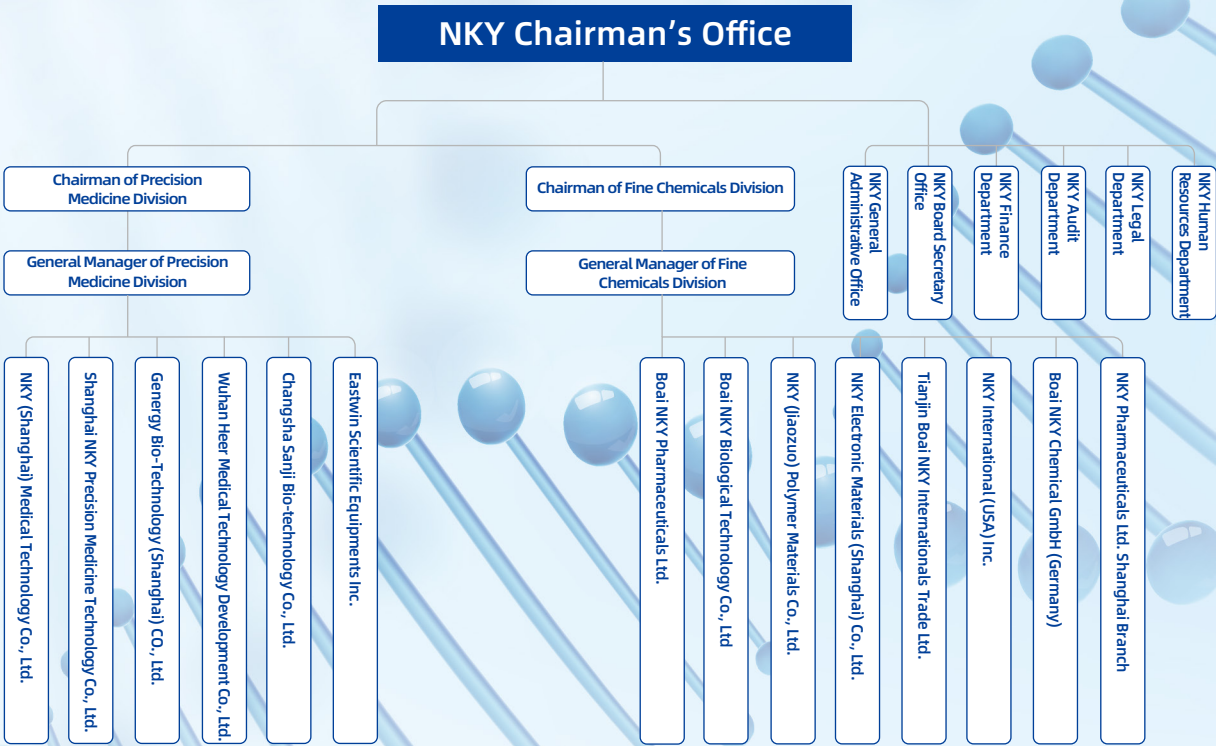 NKY Chairman’s Office
Chairman of Precision
Medicine Division
Chairman of Fine Chemicals Division
NKY General
Administrative Office
NKY Board Secretary
Office
NKY Finance
Department
NKY Audit
Department
NKY Legal
Department
NKY Human
Resources Department
General Manager of Precision
Medicine Division
General Manager of Fine
Chemicals Division
NKY (Shanghai) Medical Technology Co., Ltd.
Shanghai NKY Precision Medicine Technology Co., Ltd.
Genergy Bio-Technology (Shanghai) CO., Ltd.
Wuhan Heer Medical Technology Development Co., Ltd.
Changsha Sanji Bio-technology Co., Ltd.
Eastwin Scientific Equipments Inc.
Boai NKY Pharmaceuticals Ltd.
Boai NKY Biological Technology Co., Ltd
NKY (Jiaozuo) Polymer Materials Co., Ltd.
NKY Electronic Materials (Shanghai) Co., Ltd.
Tianjin Boai NKY Internationals Trade Ltd.
NKY International (USA) Inc.
Boai NKY Chemical GmbH (Germany)
NKY Pharmaceuticals Ltd. Shanghai Branch